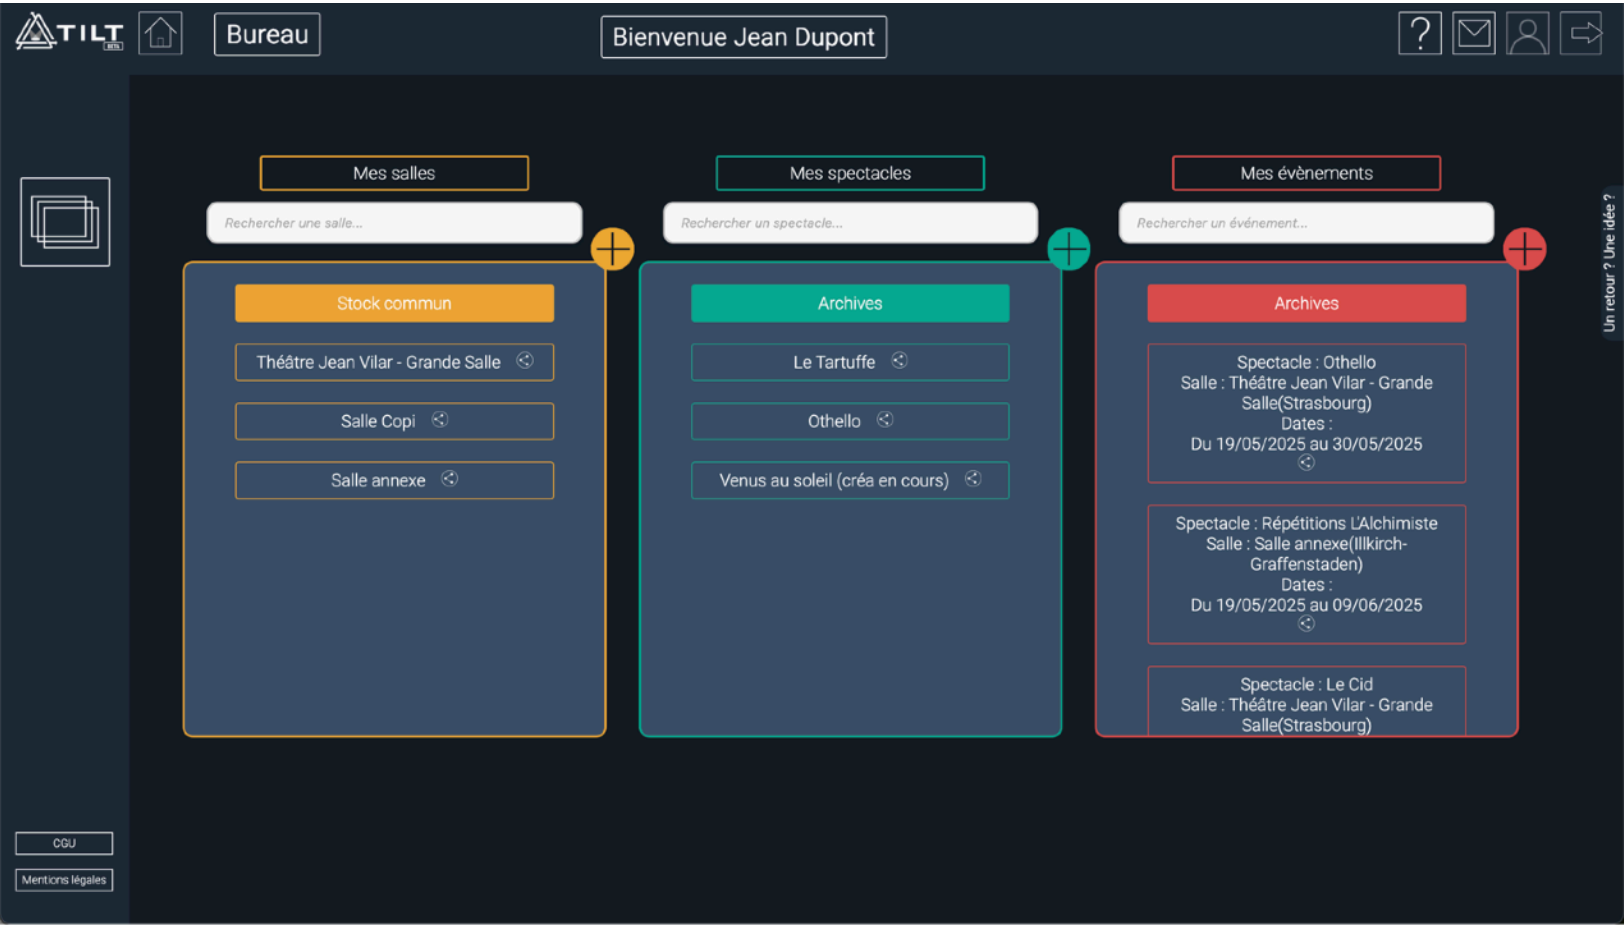 TILT
BETA
Bureau
Bienvenue Jean Dupont
?
Mes salles
Rechercher une salle...
Stock commun
Théâtre Jean Vilar - Grande Salle
Salle Copi
Salle annexe
Mes spectacles
Rechercher un spectacle...
Archives
Le Tartuffe
Othello
Venus au soleil (créa en cours)
Mes évènements
Rechercher un événement...
Archives
Spectacle : Othello
Salle : Théâtre Jean Vilar - Grande
Salle(Strasbourg)
Dates :
Du 19/05/2025 au 30/05/2025
Spectacle : Répétitions L'Alchimiste
Salle : Salle annexe(Illkirch-
Graffenstaden)
Dates :
Du 19/05/2025 au 09/06/2025
Spectacle : Le Cid
Salle : Théâtre Jean Vilar - Grande
Salle(Strasbourg)
Un retour ? Une idée ?
CGU
Mentions légales